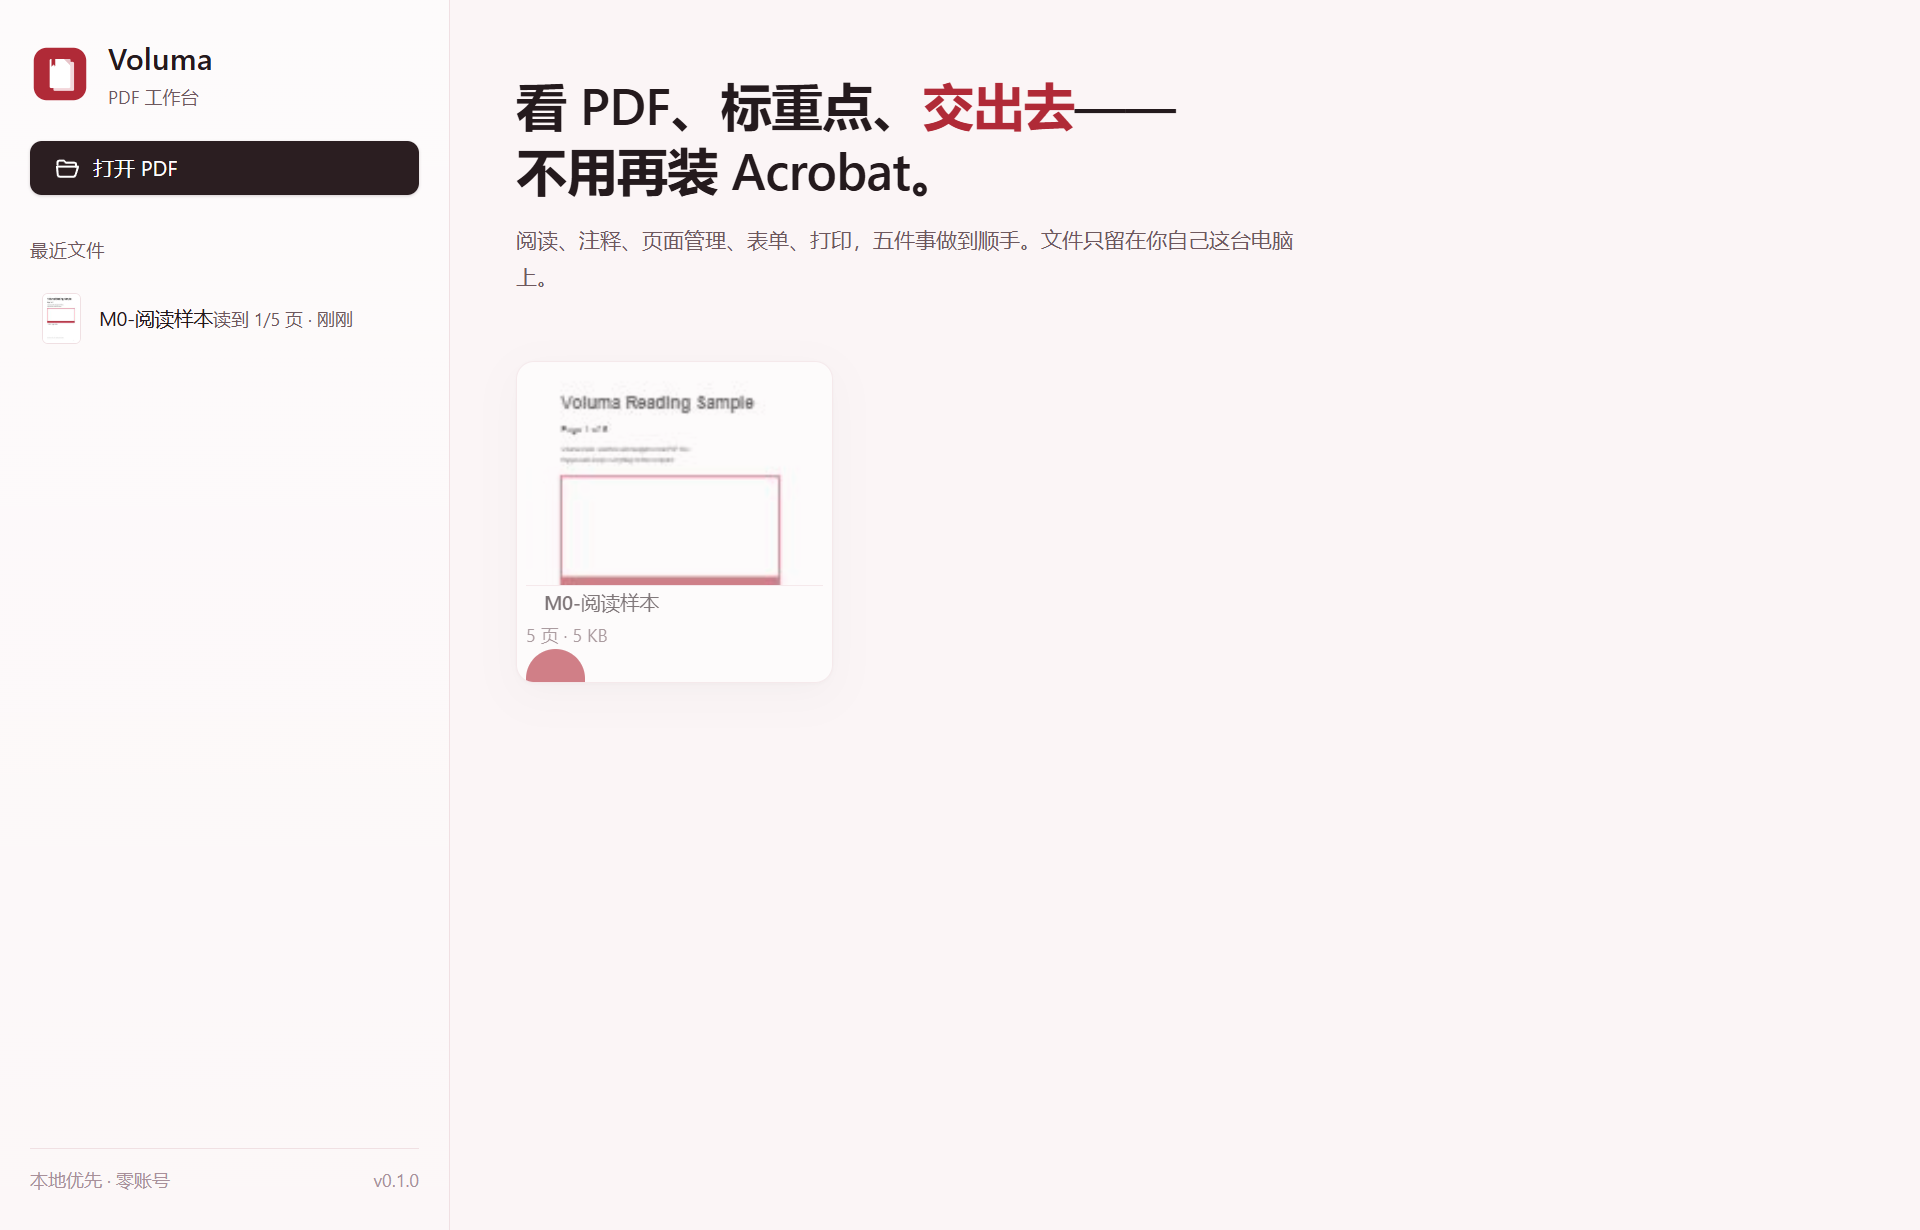 Voluma
PDF 工作台
打开 PDF
最近文件
M0-阅读样本读到 1/5 页 · 刚刚
本地优先 · 零账号
v0.1.0
看 PDF、标重点、交出去——
不用再装 Acrobat。
阅读、注释、页面管理、表单、打印，五件事做到顺手。文件只留在你自己这台电脑
上。
Voluma Reading Sample
Page 1 of 5
M0-阅读样本
5 页 · 5 KB